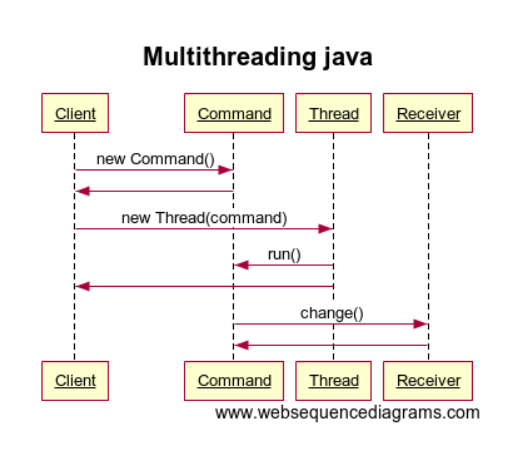 Multithreading java
Client Command Thread Receiver
new Command()
new Thread(command)
run()
change()
Client Command Thread Receiver
www.websequencediagrams.com